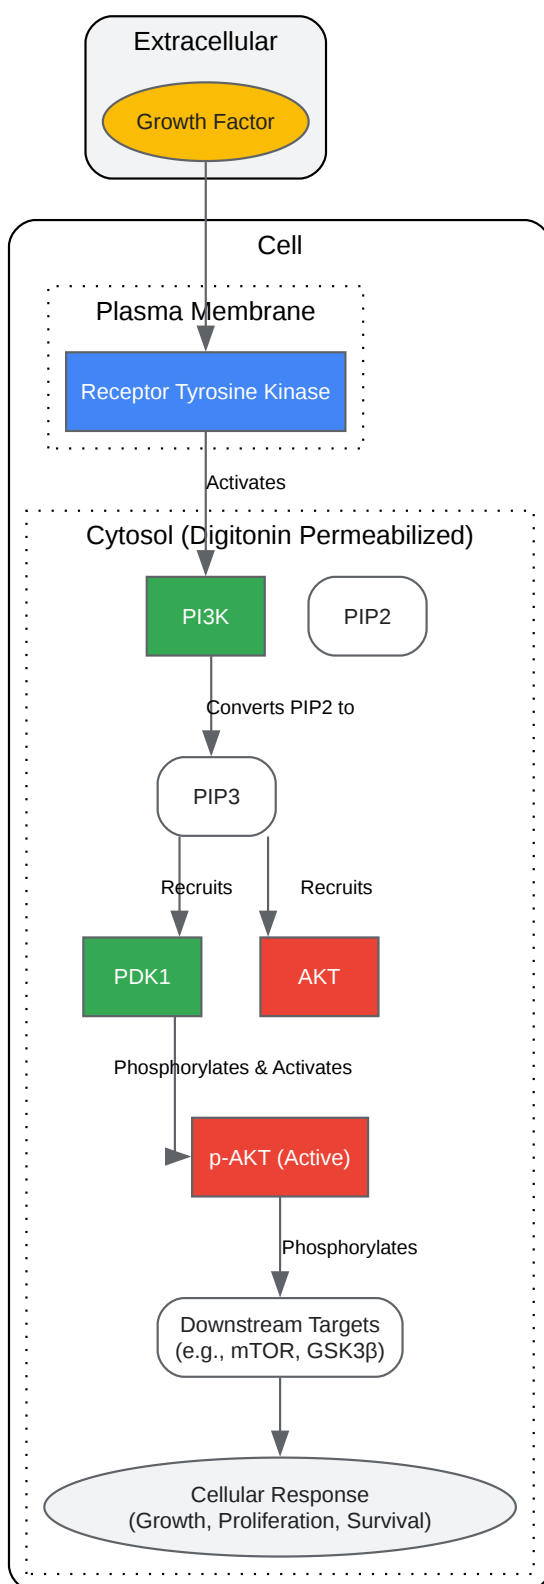 Extracellular
Growth Factor
Cell
Plasma Membrane
Receptor Tyrosine Kinase
Activates
Cytosol (Digitonin Permeabilized)
PI3K
PIP2
Converts PIP2 to
PIP3
Recruits
Recruits
PDK1
AKT
Phosphorylates & Activates
p-AKT (Active)
Phosphorylates
Downstream Targets
(e.g., mTOR, GSK3β)
Cellular Response
(Growth, Proliferation, Survival)